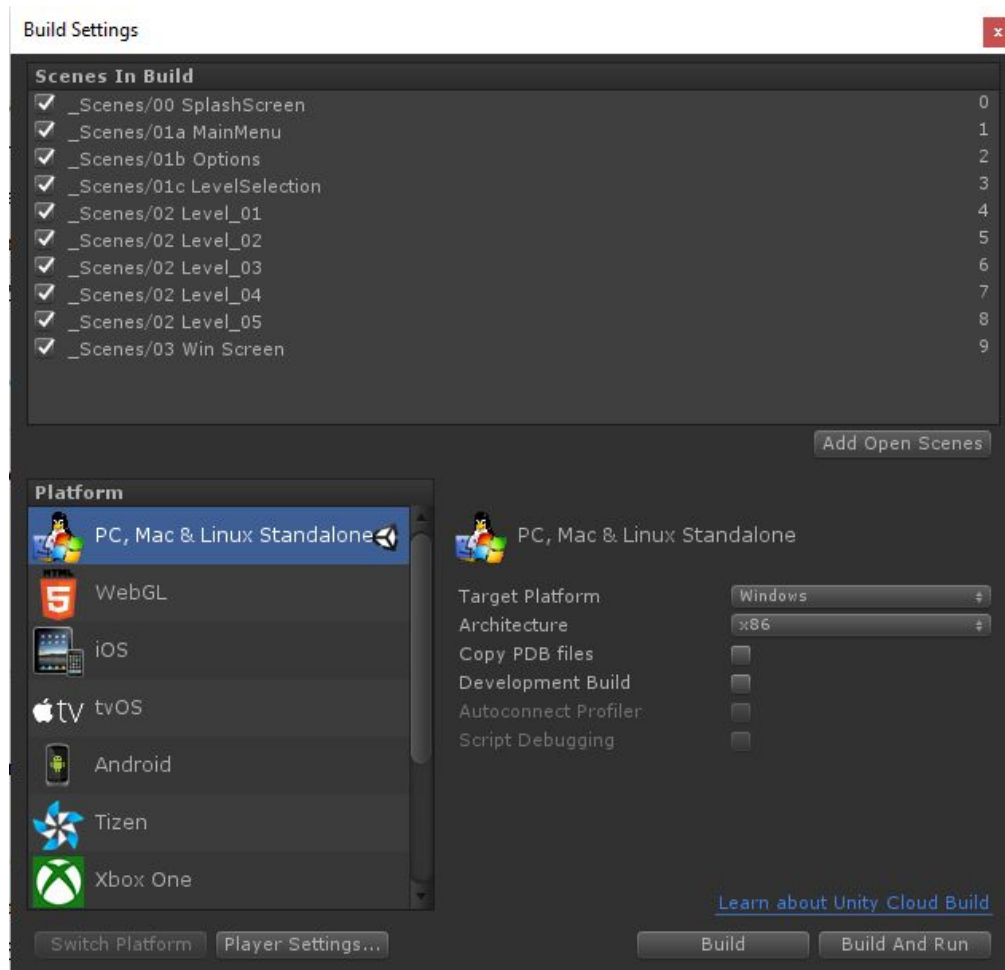 Build Settings
x
Scenes In Build
_Scenes/00 SplashScreen 0
_Scenes/01a MainMenu 1
_Scenes/01b Options 2
_Scenes/01c LevelSelection 3
_Scenes/02 Level_01 4
_Scenes/02 Level_02 5
_Scenes/02 Level_03 6
_Scenes/02 Level_04 7
_Scenes/02 Level_05 8
_Scenes/03 Win Screen 9
Add Open Scenes
Platform
PC, Mac & Linux Standalone
HTML
5
WebGL
iOS
tv tvOS
Android
Tizen
Xbox One
PC, Mac & Linux Standalone
Target Platform Windows
Architecture x86
Copy PDB files
Development Build
Autoconnect Profiler
Script Debugging
Learn about Unity Cloud Build
Switch Platform Player Settings... Build Build And Run